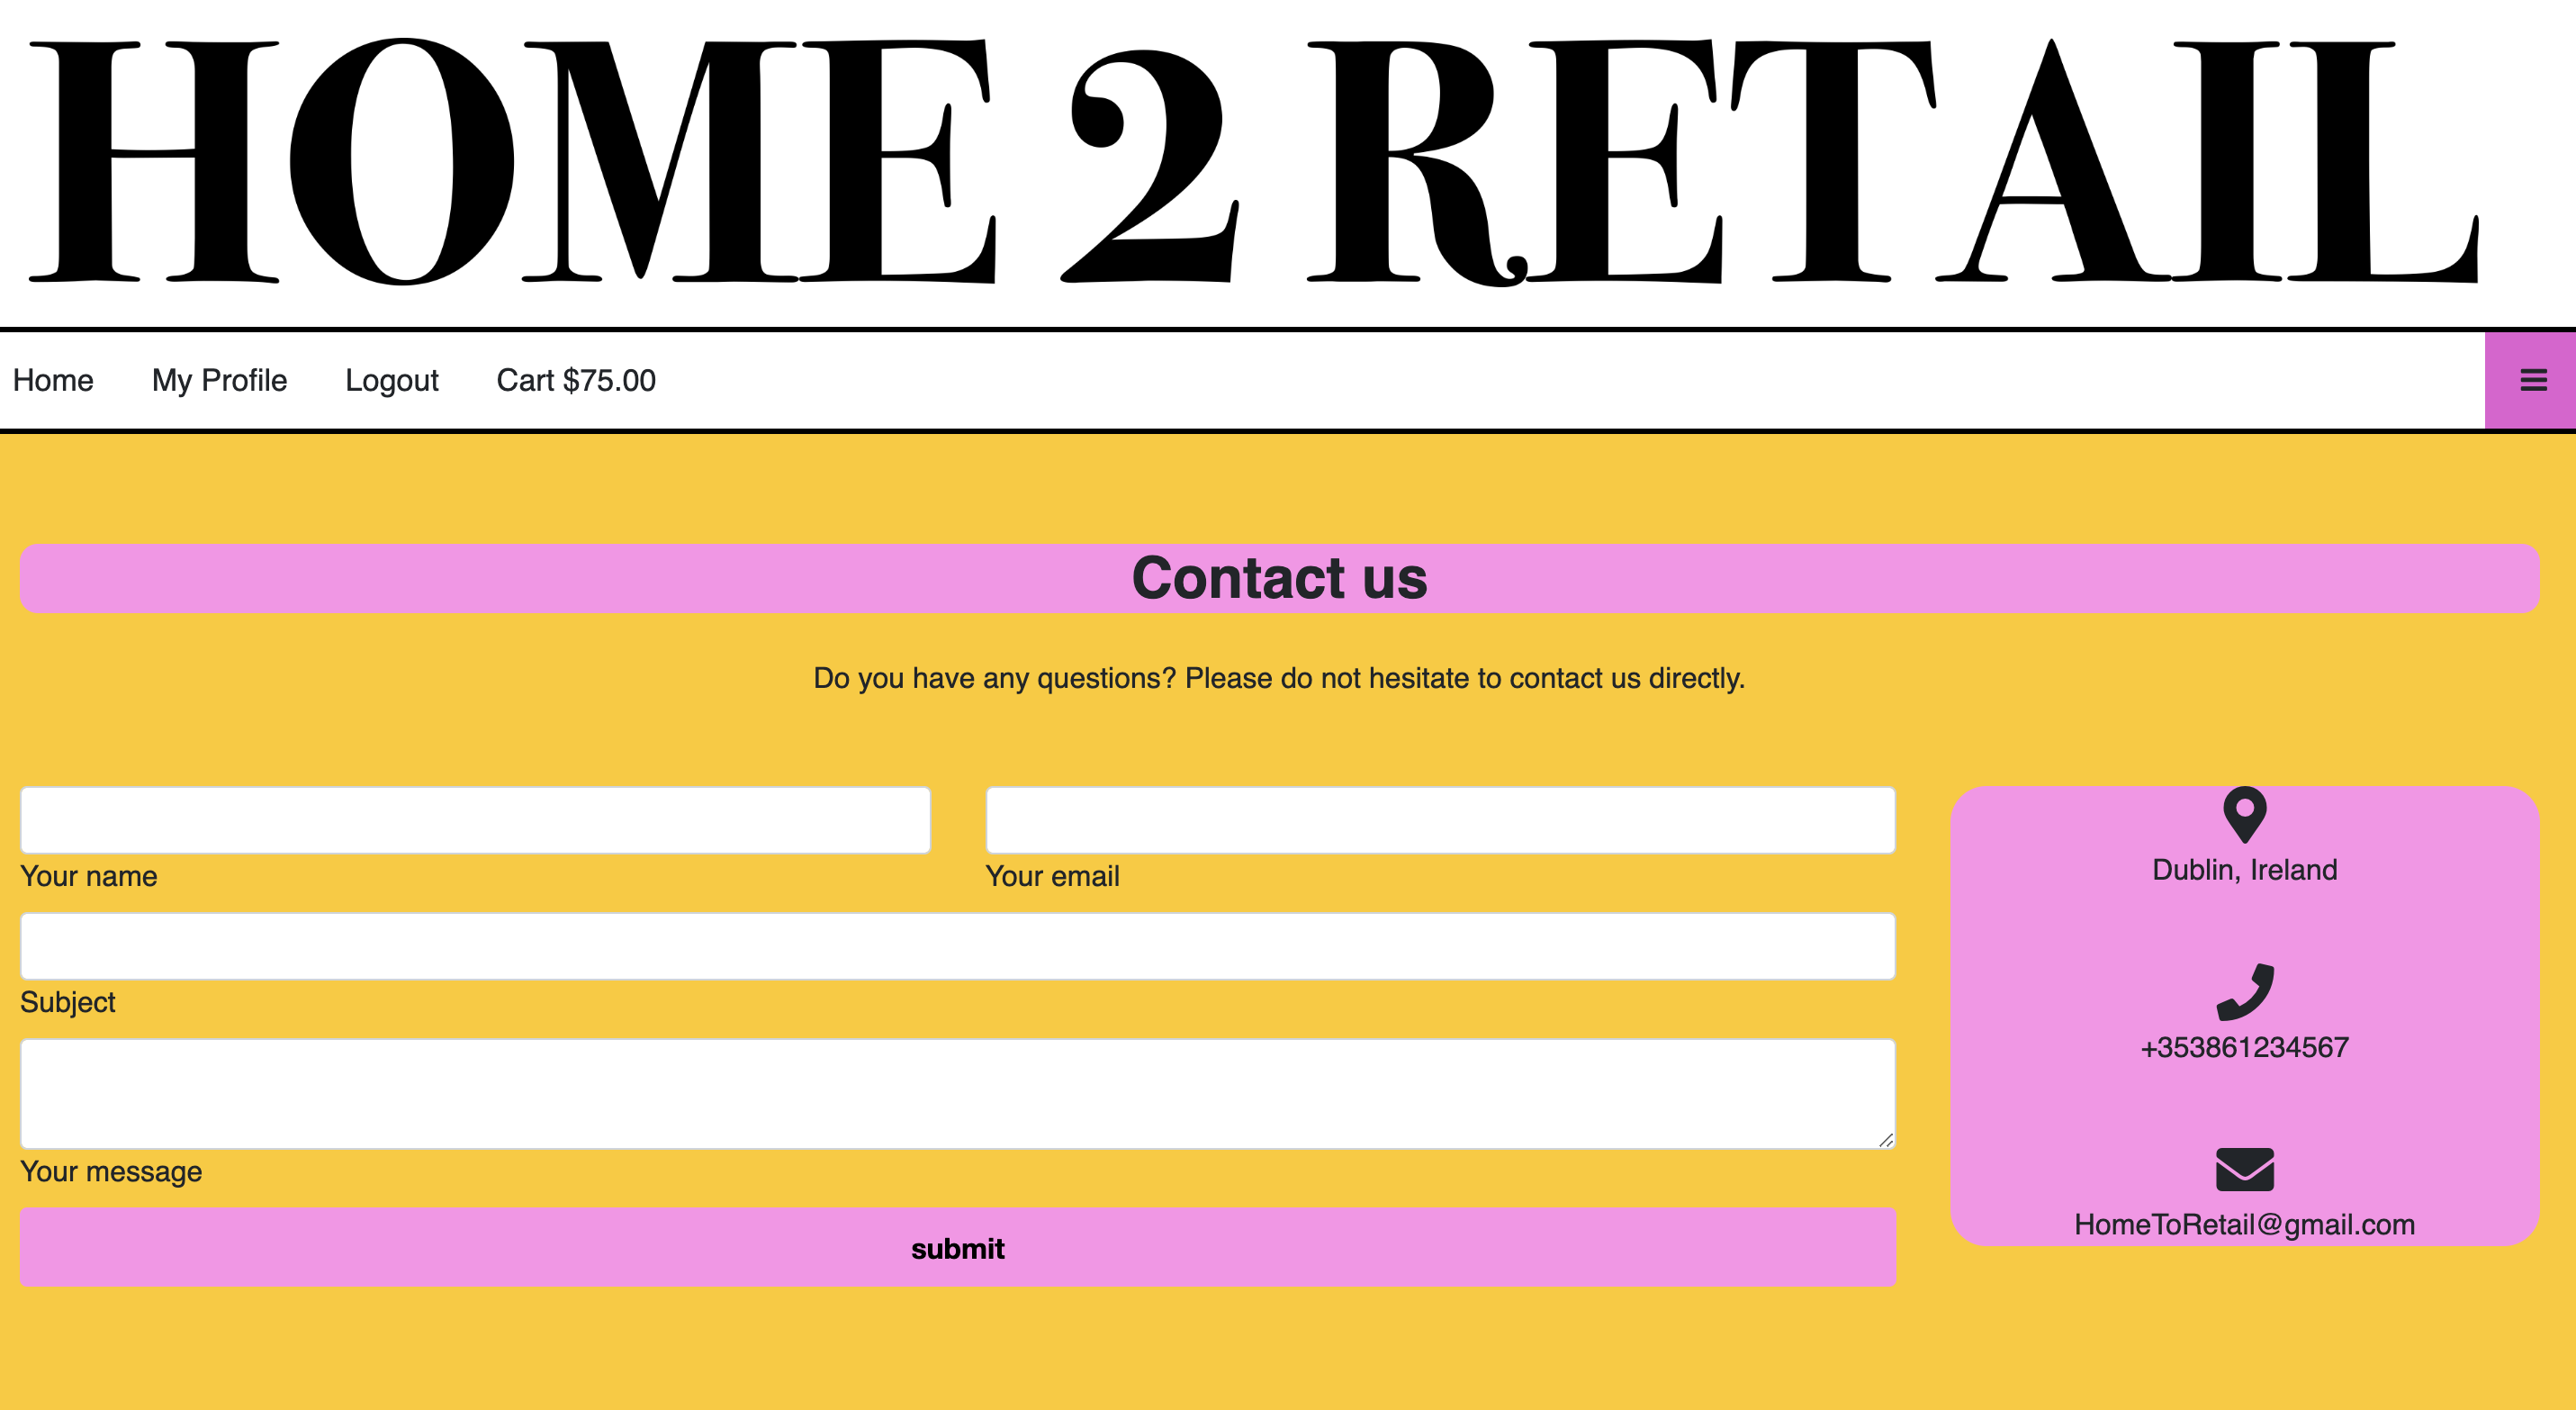 HOME 2 RETAIL
Home My Profile Logout Cart $75.00
Contact us
Do you have any questions? Please do not hesitate to contact us directly.
Your name Your email
Subject
Your message
submit
Dublin, Ireland
+353861234567
HomeToRetail@gmail.com